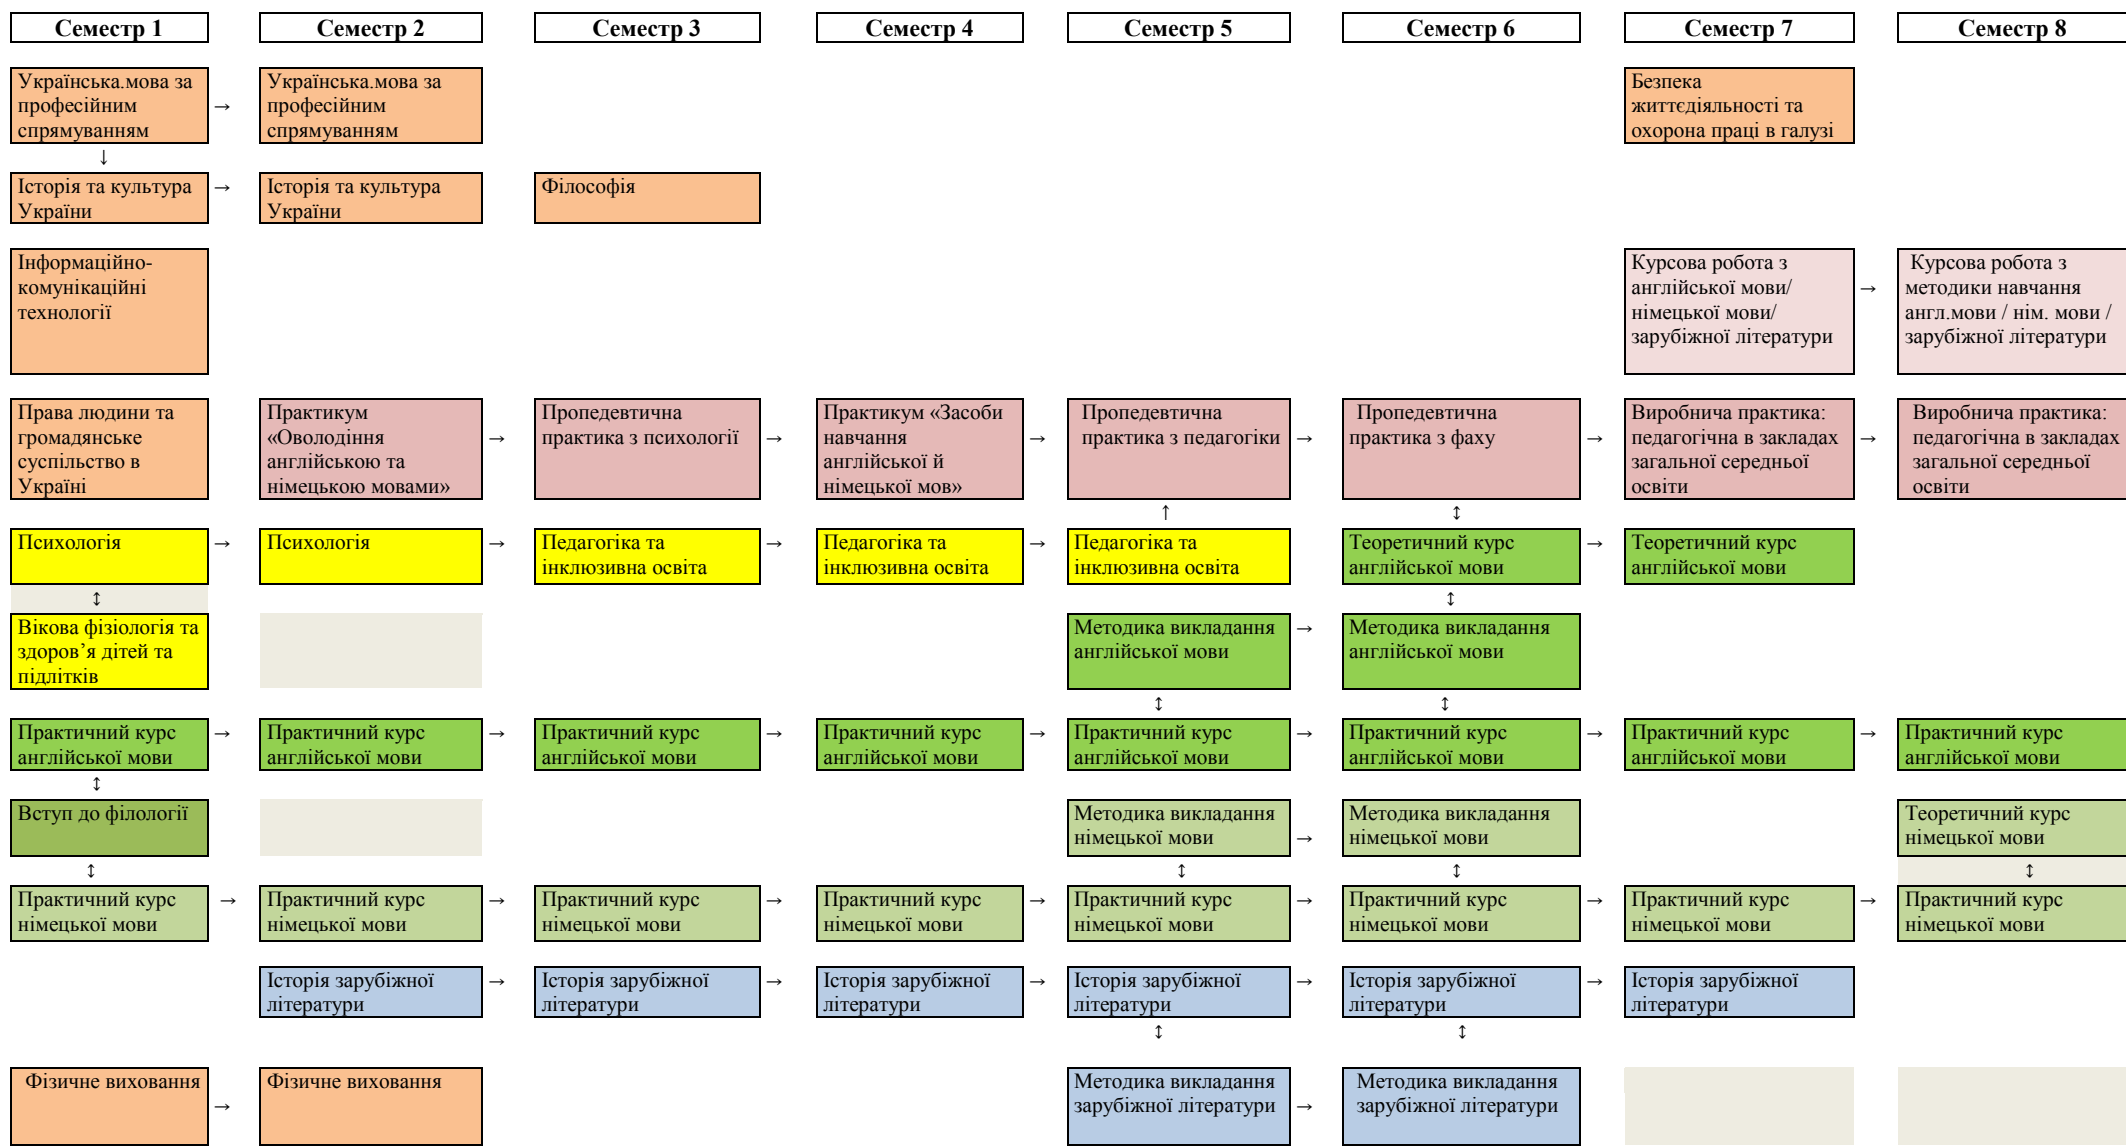 Семестр 1
Семестр 2
Семестр 3
Семестр 4
Семестр 5
Семестр 6
Семестр 7
Семестр 8
Українська.мова за
професійним
спрямуванням
→
Українська.мова за
професійним
спрямуванням
Безпека
життєдіяльності та
охорона праці в галузі
↓
Історія та культура
України
→
Історія та культура
України
Філософія
Інформаційно-
комунікаційні
технології
Курсова робота з
англійської мови/
німецької мови/
зарубіжної літератури
→
Курсова робота з
методики навчання
англ.мови / нім. мови /
зарубіжної літератури
Права людини та
громадянське
суспільство в
Україні
Практикум
«Оволодіння
англійською та
німецькою мовами»
→
Пропедевтична
практика з психології
→
Практикум «Засоби
навчання
англійської й
німецької мов»
→
Пропедевтична
практика з педагогіки
→
Пропедевтична
практика з фаху
→
Виробнича практика:
педагогічна в закладах
загальної середньої
освіти
→
Виробнича практика:
педагогічна в закладах
загальної середньої
освіти
↑
↕
Психологія
→
Психологія
→
Педагогіка та
інклюзивна освіта
→
Педагогіка та
інклюзивна освіта
→
Педагогіка та
інклюзивна освіта
Теоретичний курс
англійської мови
→
Теоретичний курс
англійської мови
↕
↕
Вікова фізіологія та
здоров’я дітей та
підлітків
Методика викладання
англійської мови
→
Методика викладання
англійської мови
↕
↕
Практичний курс
англійської мови
→
Практичний курс
англійської мови
→
Практичний курс
англійської мови
→
Практичний курс
англійської мови
→
Практичний курс
англійської мови
→
Практичний курс
англійської мови
→
Практичний курс
англійської мови
→
Практичний курс
англійської мови
↕
Вступ до філології
Методика викладання
німецької мови
→
Методика викладання
німецької мови
Теоретичний курс
німецької мови
↕
↕
↕
↕
Практичний курс
німецької мови
→
Практичний курс
німецької мови
→
Практичний курс
німецької мови
→
Практичний курс
німецької мови
→
Практичний курс
німецької мови
→
Практичний курс
німецької мови
→
Практичний курс
німецької мови
→
Практичний курс
німецької мови
Історія зарубіжної
літератури
→
Історія зарубіжної
літератури
→
Історія зарубіжної
літератури
→
Історія зарубіжної
літератури
→
Історія зарубіжної
літератури
→
Історія зарубіжної
літератури
↕
↕
Фізичне виховання
→
Фізичне виховання
Методика викладання
зарубіжної літератури
→
Методика викладання
зарубіжної літератури